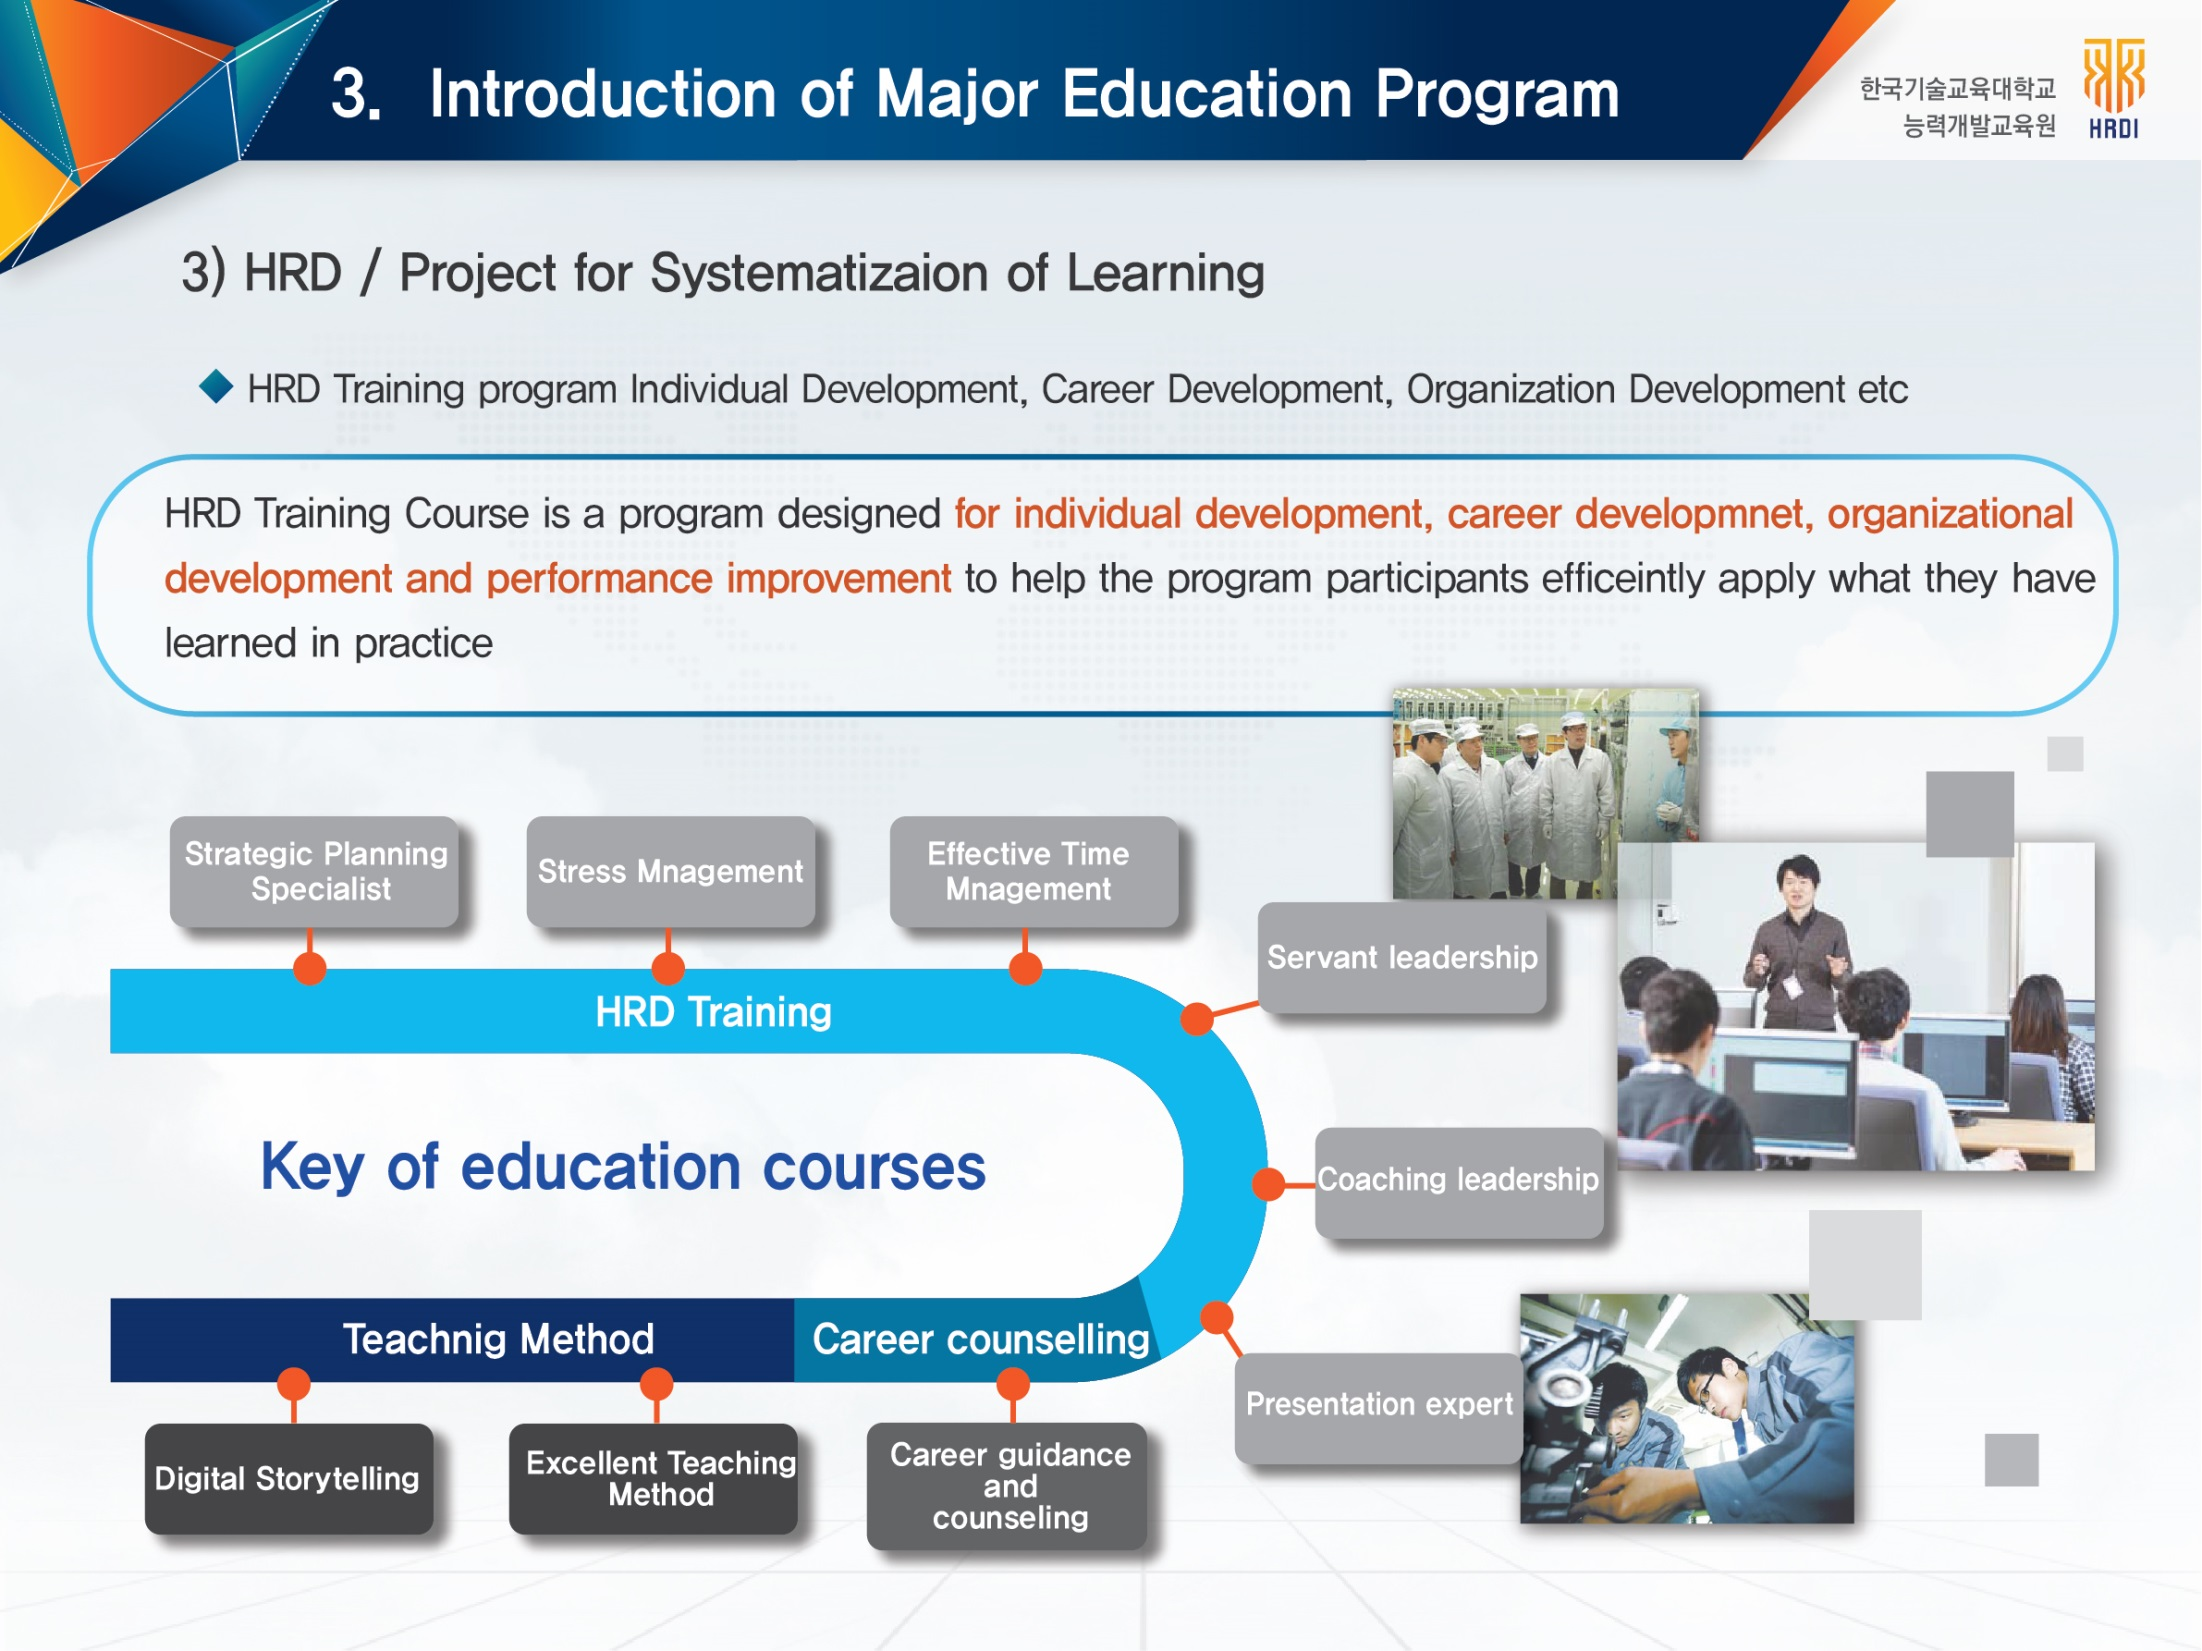 3. Introduction of Major Education Program
한국기술교육대학교
능력개발교육원
HRDI
3) HRD / Project for Systematizaion of Learning
HRD Training program Individual Development, Career Development, Organization Development etc
HRD Training Course is a program designed for individual development, career developmnet, organizational
development and performance improvement to help the program participants efficeintly apply what they have
learned in practice
Strategic Planning
Specialist
Stress Mnagement
Effective Time
Mnagement
Servant leadership
HRD Training
Key of education courses
Coaching leadership
Teachnig Method
Career counselling
Presentation expert
Digital Storytelling
Excellent Teaching
Method
Career guidance
and
counseling